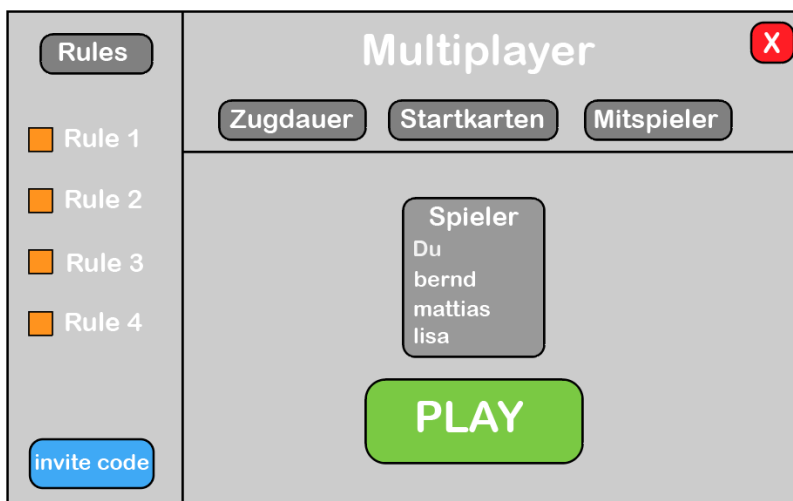 Rules
Rule 1
Rule 2
Rule 3
Rule 4
invite code
Multiplayer
X
Zugdauer
Startkarten
Mitspieler
Spieler
Du
bernd
mattias
lisa
PLAY